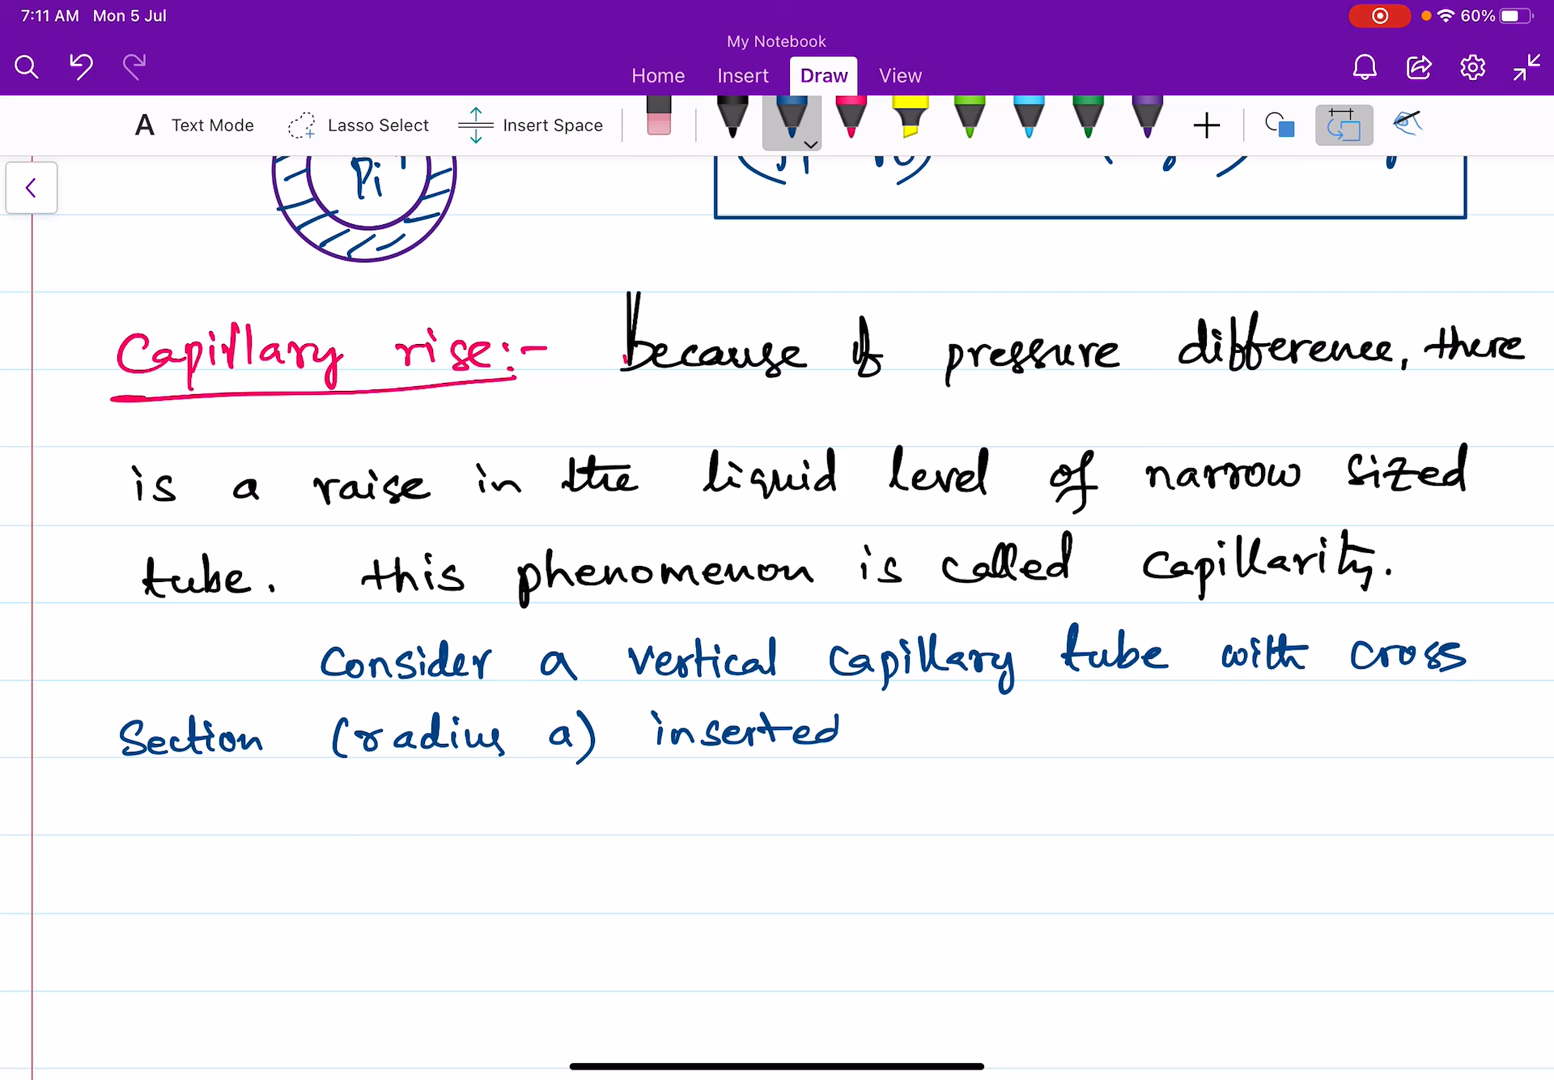 7:11 AM Mon 5 Jul
60%
My Notebook
Home Insert Draw View
A Text Mode Lasso Select Insert Space
Pi
Capillary rise:- because of pressure difference, there
is a raise in the liquid level of narrow sized
tube. this phenomenon is called capillarity.
Consider a vertical capillary tube with cross
section (radius a) inserted